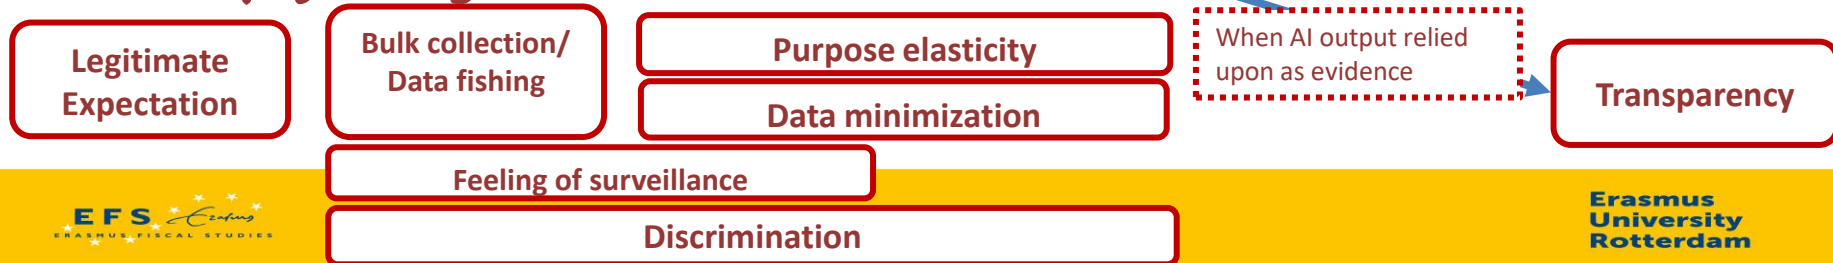 Legitimate
Expectation
Bulk collection/
Data fishing
Purpose elasticity
Data minimization
When AI output relied
upon as evidence
Transparency
Feeling of surveillance
Discrimination
EFS Erasmus
ERASMUS FISCAL STUDIES
Erasmus
University
Rotterdam